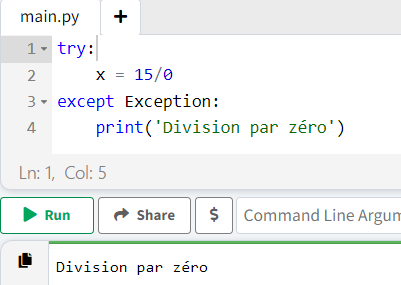 main.py +
1 try:
2 x = 15/0
3 except Exception:
4 print('Division par zéro')
Ln: 1, Col: 5
Run Share $ Command Line Argum
Division par zéro